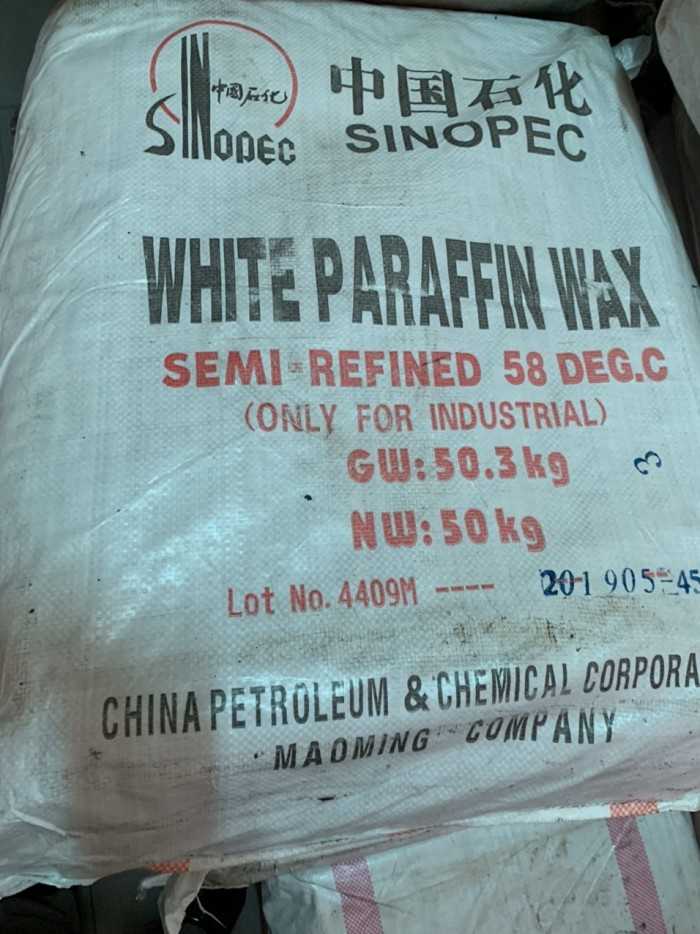 中国石化
SINOPEC
中国石化
SINOPEC
WHITE PARAFFIN WAX
SEMI-REFINED 58 DEG.C
(ONLY FOR INDUSTRIAL)
GW:50.3kg
3
NW:50kg
Lot No.4409M ---- 201905-45
CHINA PETROLEUM & CHEMICAL CORPORA
MAOMING COMPANY